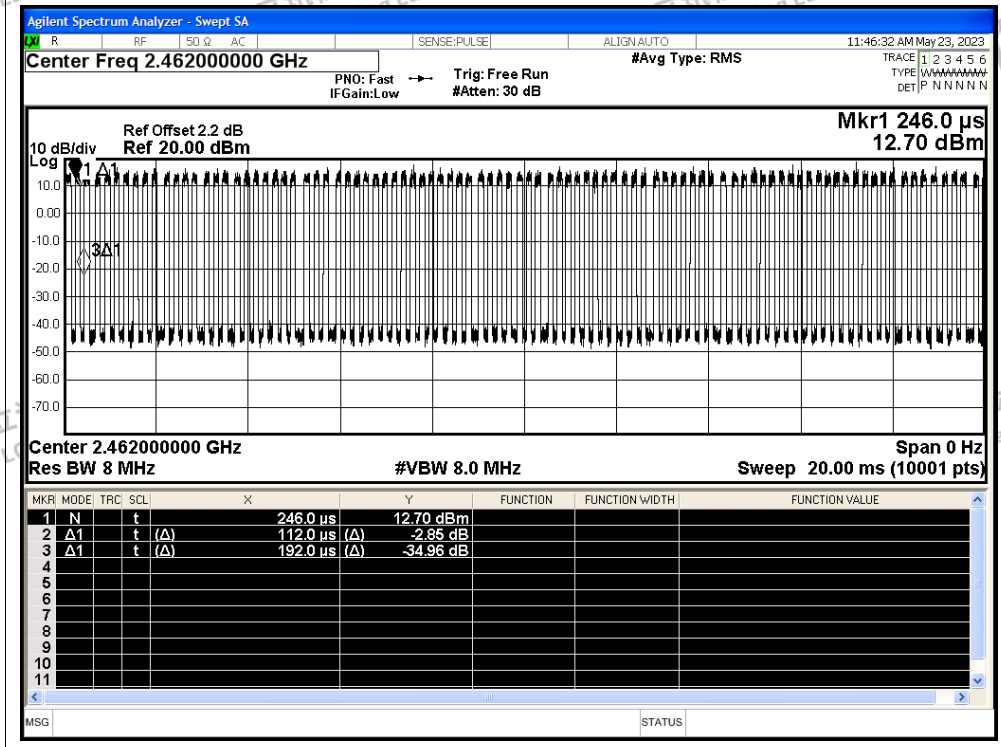 Agilent Spectrum Analyzer - Swept SA
LXI R RF 50 Ω AC SENSE:PULSE ALIGN AUTO 11:46:32 AM May 23, 2023
Center Freq 2.462000000 GHz #Avg Type: RMS TRACE 1 2 3 4 5 6
PNO: Fast Trig: Free Run TYPE
IFGain:Low #Atten: 30 dB DET P N N N N N
Mkr1 246.0 µs
Ref Offset 2.2 dB
10 dB/div Ref 20.00 dBm 12.70 dBm
Log
1 Δ1
10.0
0.00
-10.0
3Δ1
-20.0
-30.0
-40.0
-50.0
-60.0
-70.0
Center 2.462000000 GHz Span 0 Hz
Res BW 8 MHz #VBW 8.0 MHz Sweep 20.00 ms (10001 pts)
MKR MODE TRC SCL X Y FUNCTION FUNCTION WIDTH FUNCTION VALUE
1 N t 246.0 µs 12.70 dBm
2 Δ1 t (Δ) 112.0 µs (Δ) -2.85 dB
3 Δ1 t (Δ) 192.0 µs (Δ) -34.96 dB
4
5
6
7
8
9
10
11
MSG STATUS